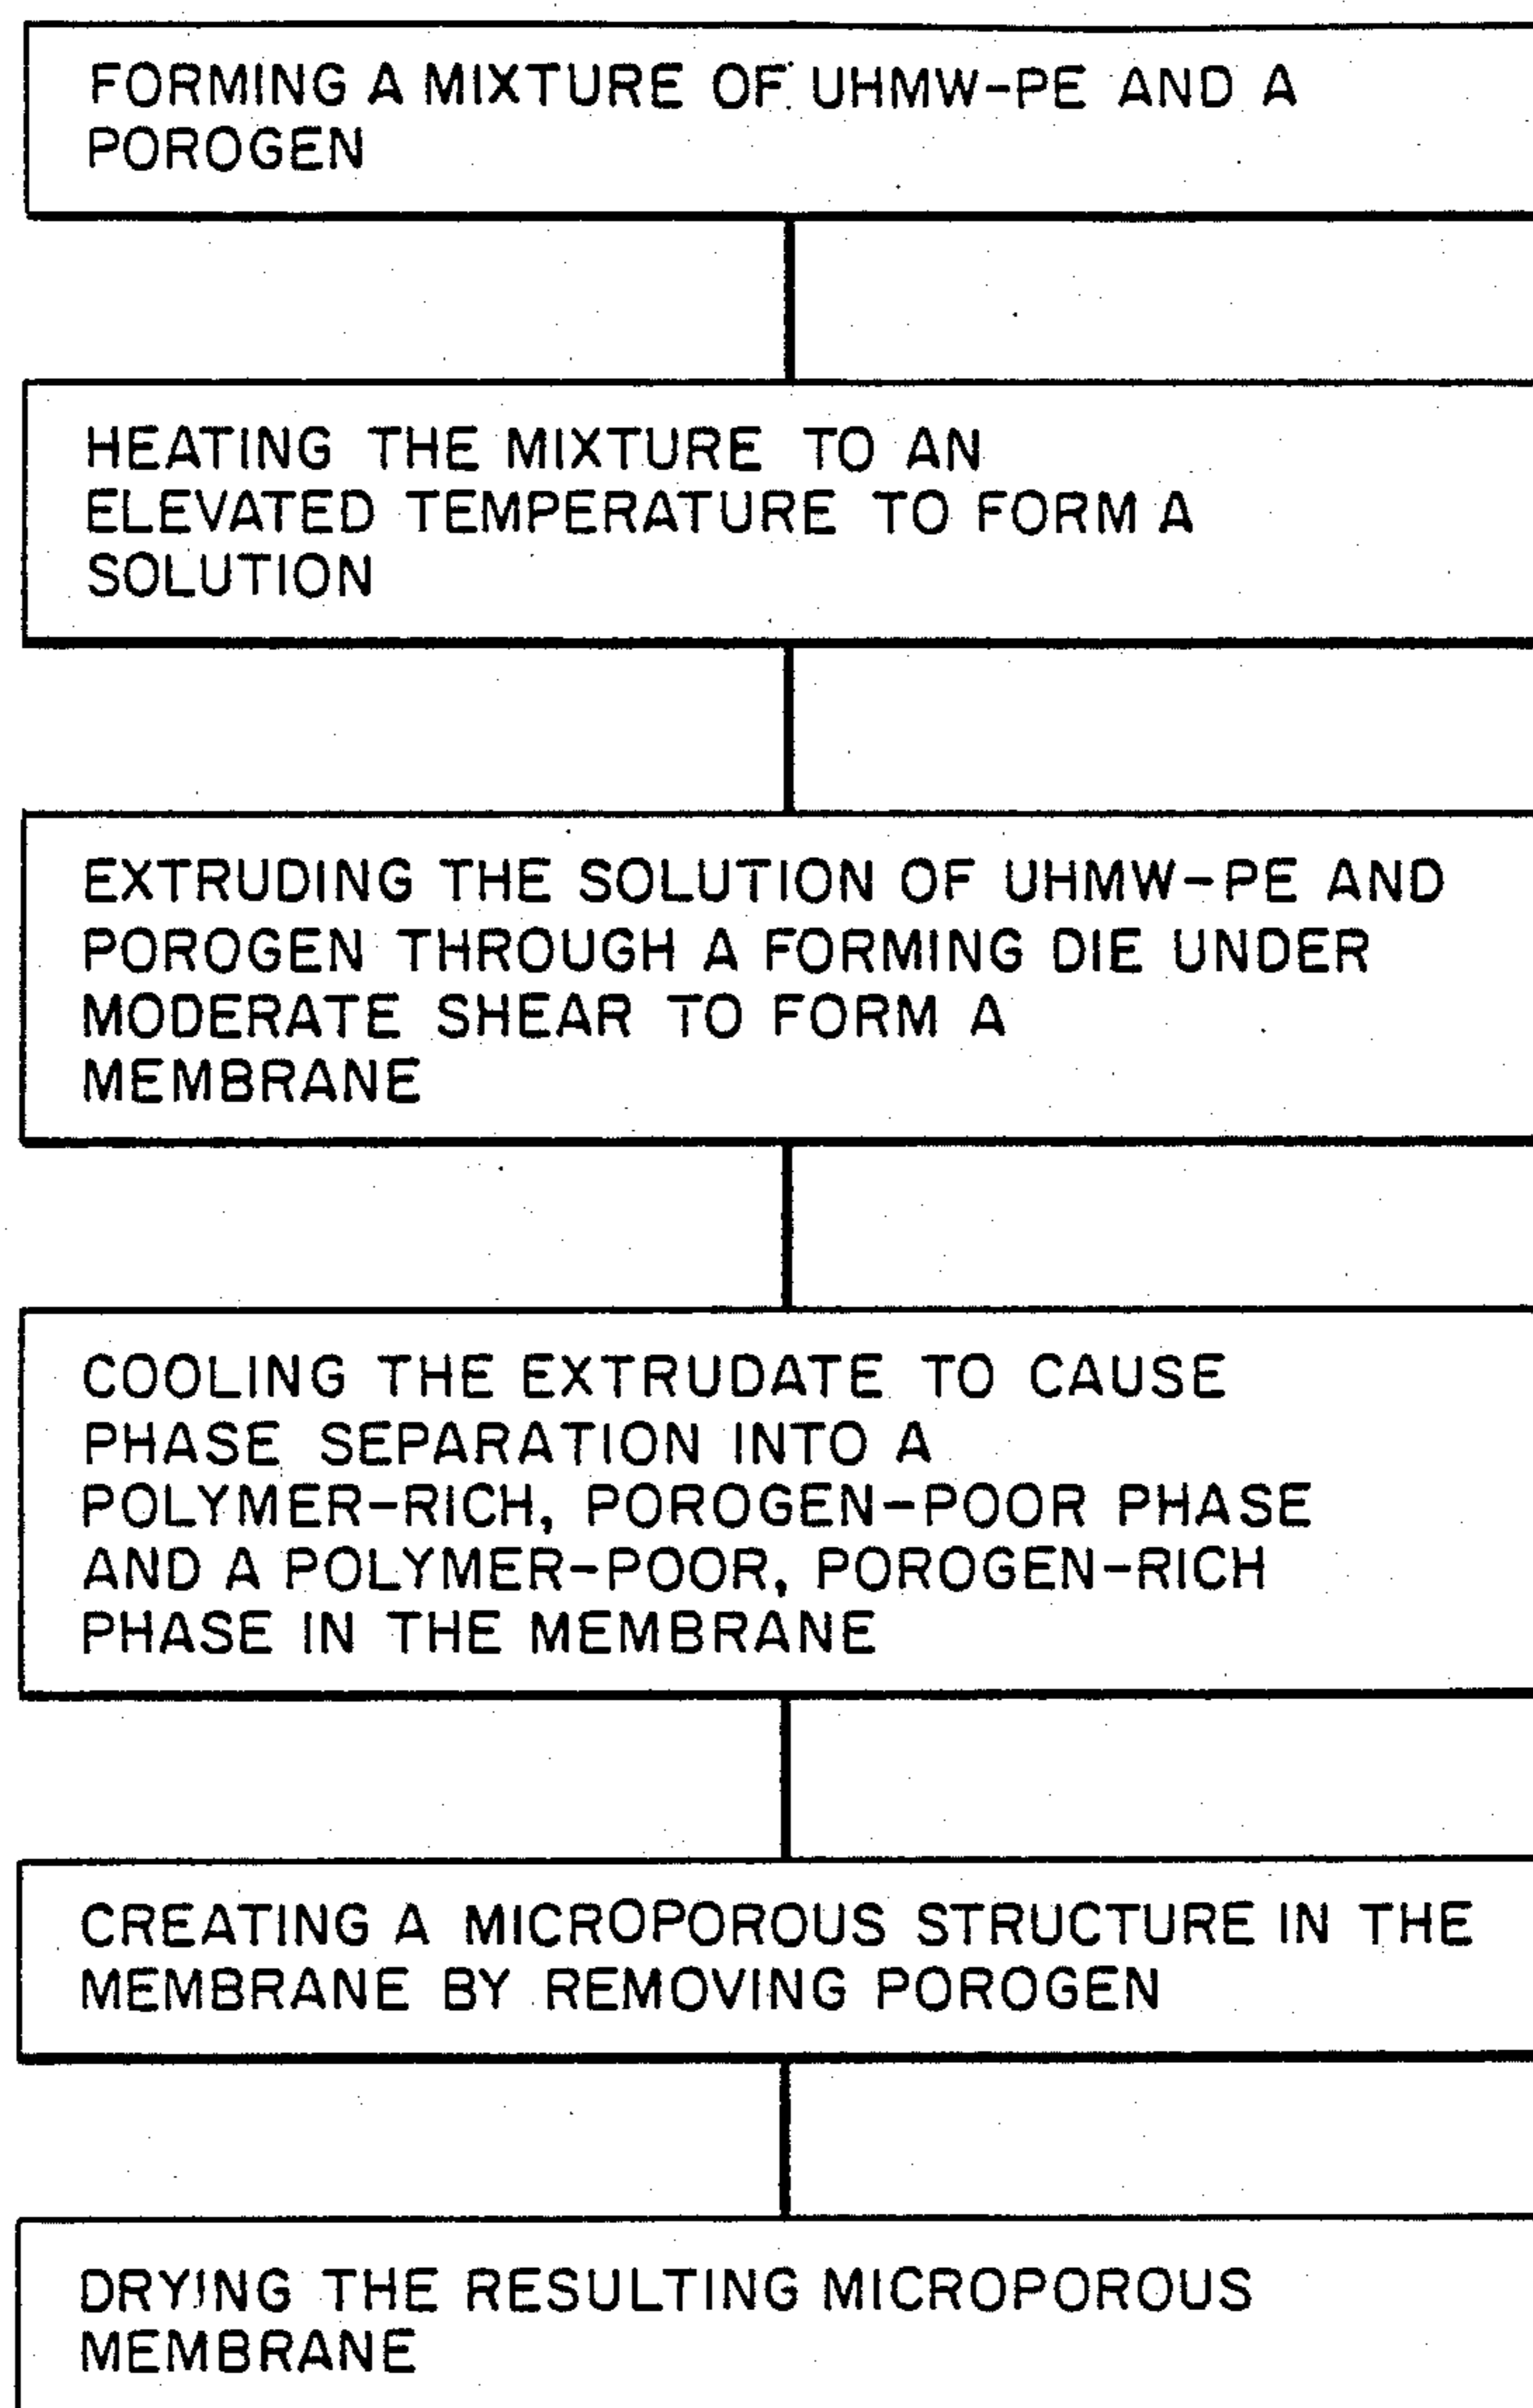 FORMING A MIXTURE OF UHMW-PE AND A
POROGEN
HEATING THE MIXTURE TO AN
ELEVATED TEMPERATURE TO FORM A
SOLUTION
EXTRUDING THE SOLUTION OF UHMW-PE AND
POROGEN THROUGH A FORMING DIE UNDER
MODERATE SHEAR TO FORM A
MEMBRANE
COOLING THE EXTRUDATE TO CAUSE
PHASE SEPARATION INTO A
POLYMER-RICH, POROGEN-POOR PHASE
AND A POLYMER-POOR, POROGEN-RICH
PHASE IN THE MEMBRANE
CREATING A MICROPOROUS STRUCTURE IN THE
MEMBRANE BY REMOVING POROGEN
DRYING THE RESULTING MICROPOROUS
MEMBRANE